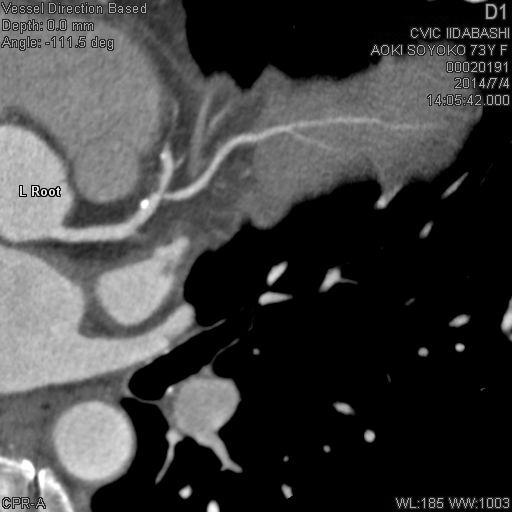 Vessel Direction Based
Depth: 0.0 mm
Angle: -111.5 deg
D1
CVIC IIDABASHI
AOKI SOYOKO 73Y F
00020191
2014/7/4
14:05:42.000
L Root
CPR-A
WL:185 WW:1003